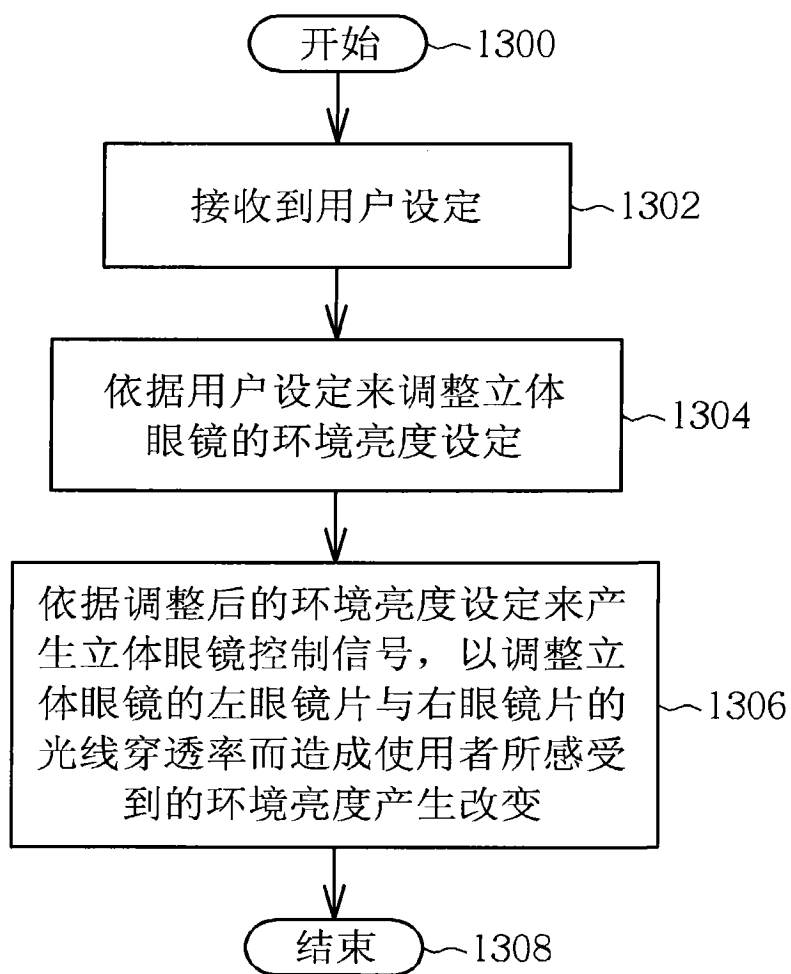 开始
1300
接收到用户设定
1302
依据用户设定来调整立体
眼镜的环境亮度设定
1304
依据调整后的环境亮度设定来产
生立体眼镜控制信号，以调整立
体眼镜的左眼镜片与右眼镜片的
光线穿透率而造成使用者所感受
到的环境亮度产生改变
1306
结束
1308